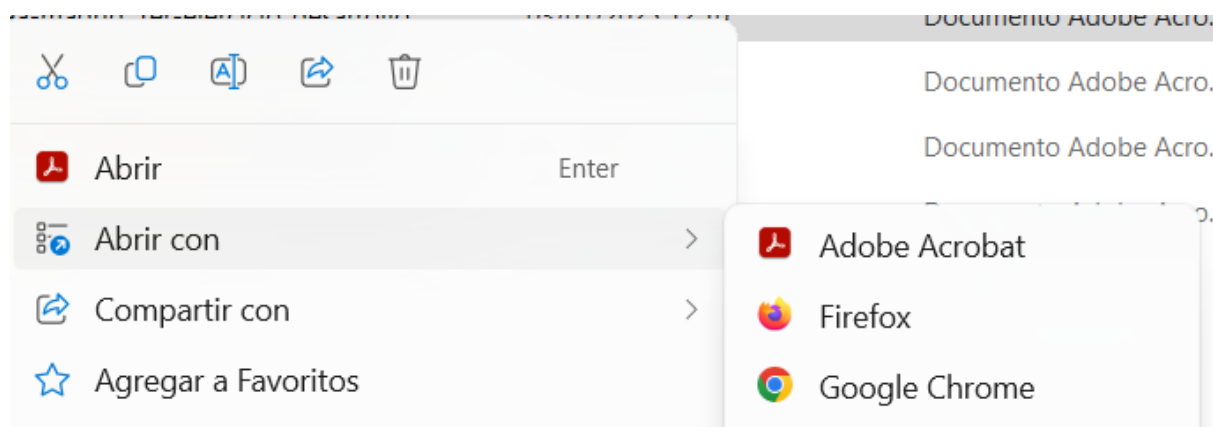 Documento Adobe Acro.
Documento Adobe Acro.
Documento Adobe Acro.
Abrir Enter
Abrir con
Adobe Acrobat
Compartir con
Firefox
Agregar a Favoritos
Google Chrome